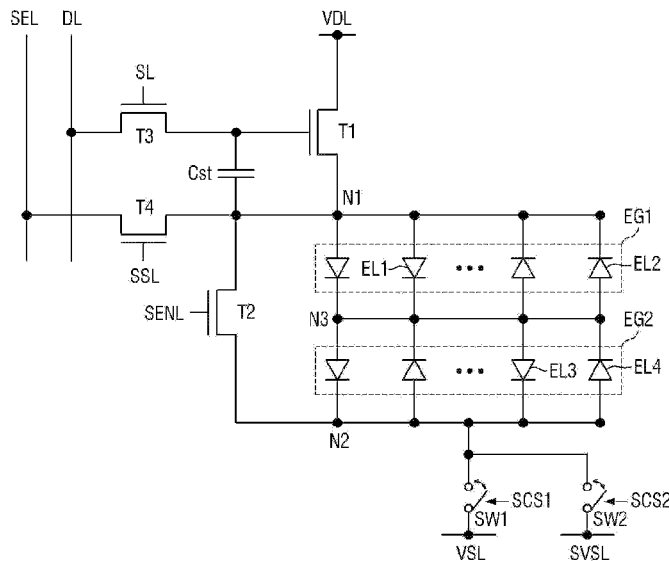 SEL DL VDL
SL
T3 T1
Cst
N1
T4 EG1
SSL EL1 EL2
SENL T2 N3 EG2
EL3 EL4
N2
SCS1 SCS2
SW1 SW2
VSL SVSL